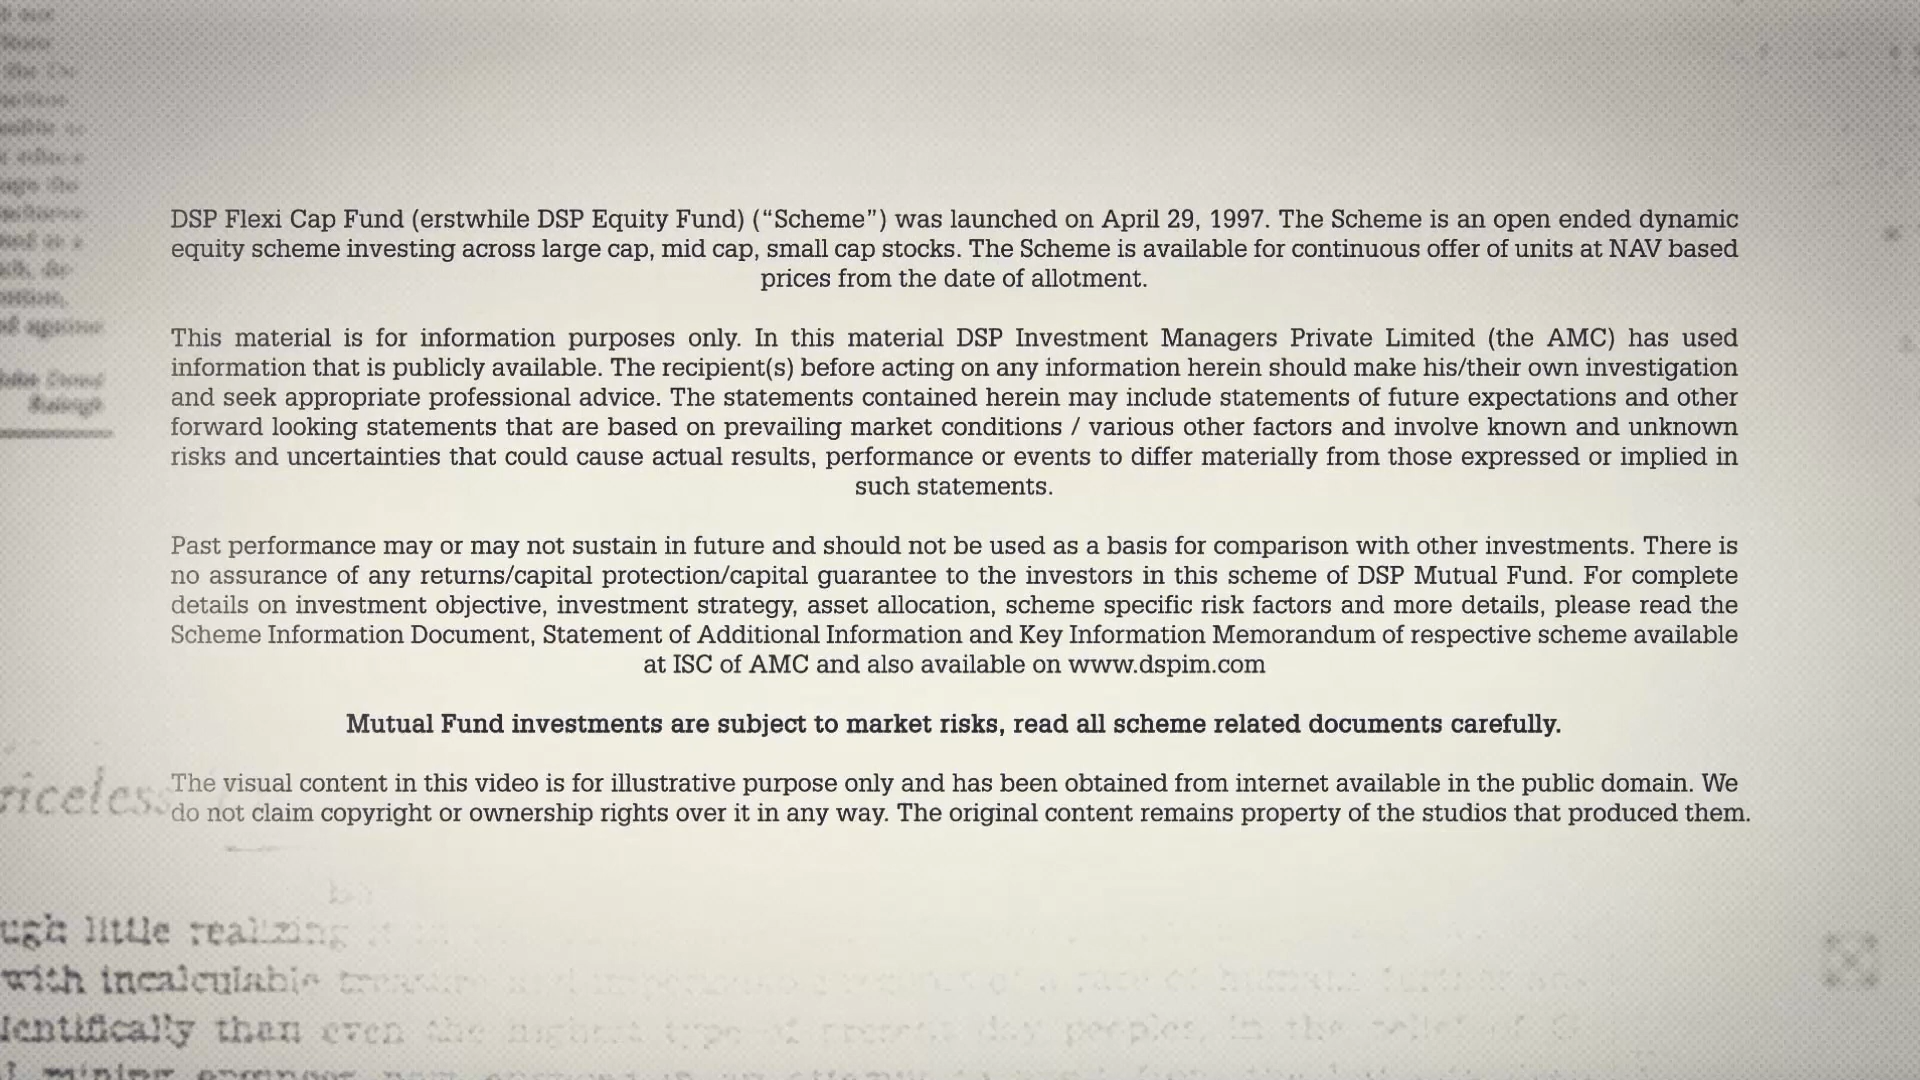 DSP Flexi Cap Fund (erstwhile DSP Equity Fund) (“Scheme”) was launched on April 29, 1997. The Scheme is an open ended dynamic
equity scheme investing across large cap, mid cap, small cap stocks. The Scheme is available for continuous offer of units at NAV based
prices from the date of allotment.
This material is for information purposes only. In this material DSP Investment Managers Private Limited (the AMC) has used
information that is publicly available. The recipient(s) before acting on any information herein should make his/their own investigation
and seek appropriate professional advice. The statements contained herein may include statements of future expectations and other
forward looking statements that are based on prevailing market conditions / various other factors and involve known and unknown
risks and uncertainties that could cause actual results, performance or events to differ materially from those expressed or implied in
such statements.
Past performance may or may not sustain in future and should not be used as a basis for comparison with other investments. There is
no assurance of any returns/capital protection/capital guarantee to the investors in this scheme of DSP Mutual Fund. For complete
details on investment objective, investment strategy, asset allocation, scheme specific risk factors and more details, please read the
Scheme Information Document, Statement of Additional Information and Key Information Memorandum of respective scheme available
at ISC of AMC and also available on www.dspim.com
Mutual Fund investments are subject to market risks, read all scheme related documents carefully.
The visual content in this video is for illustrative purpose only and has been obtained from internet available in the public domain. We
do not claim copyright or ownership rights over it in any way. The original content remains property of the studios that produced them.
little realizing
with incalculable
than even the highest type of present day peoples, in the